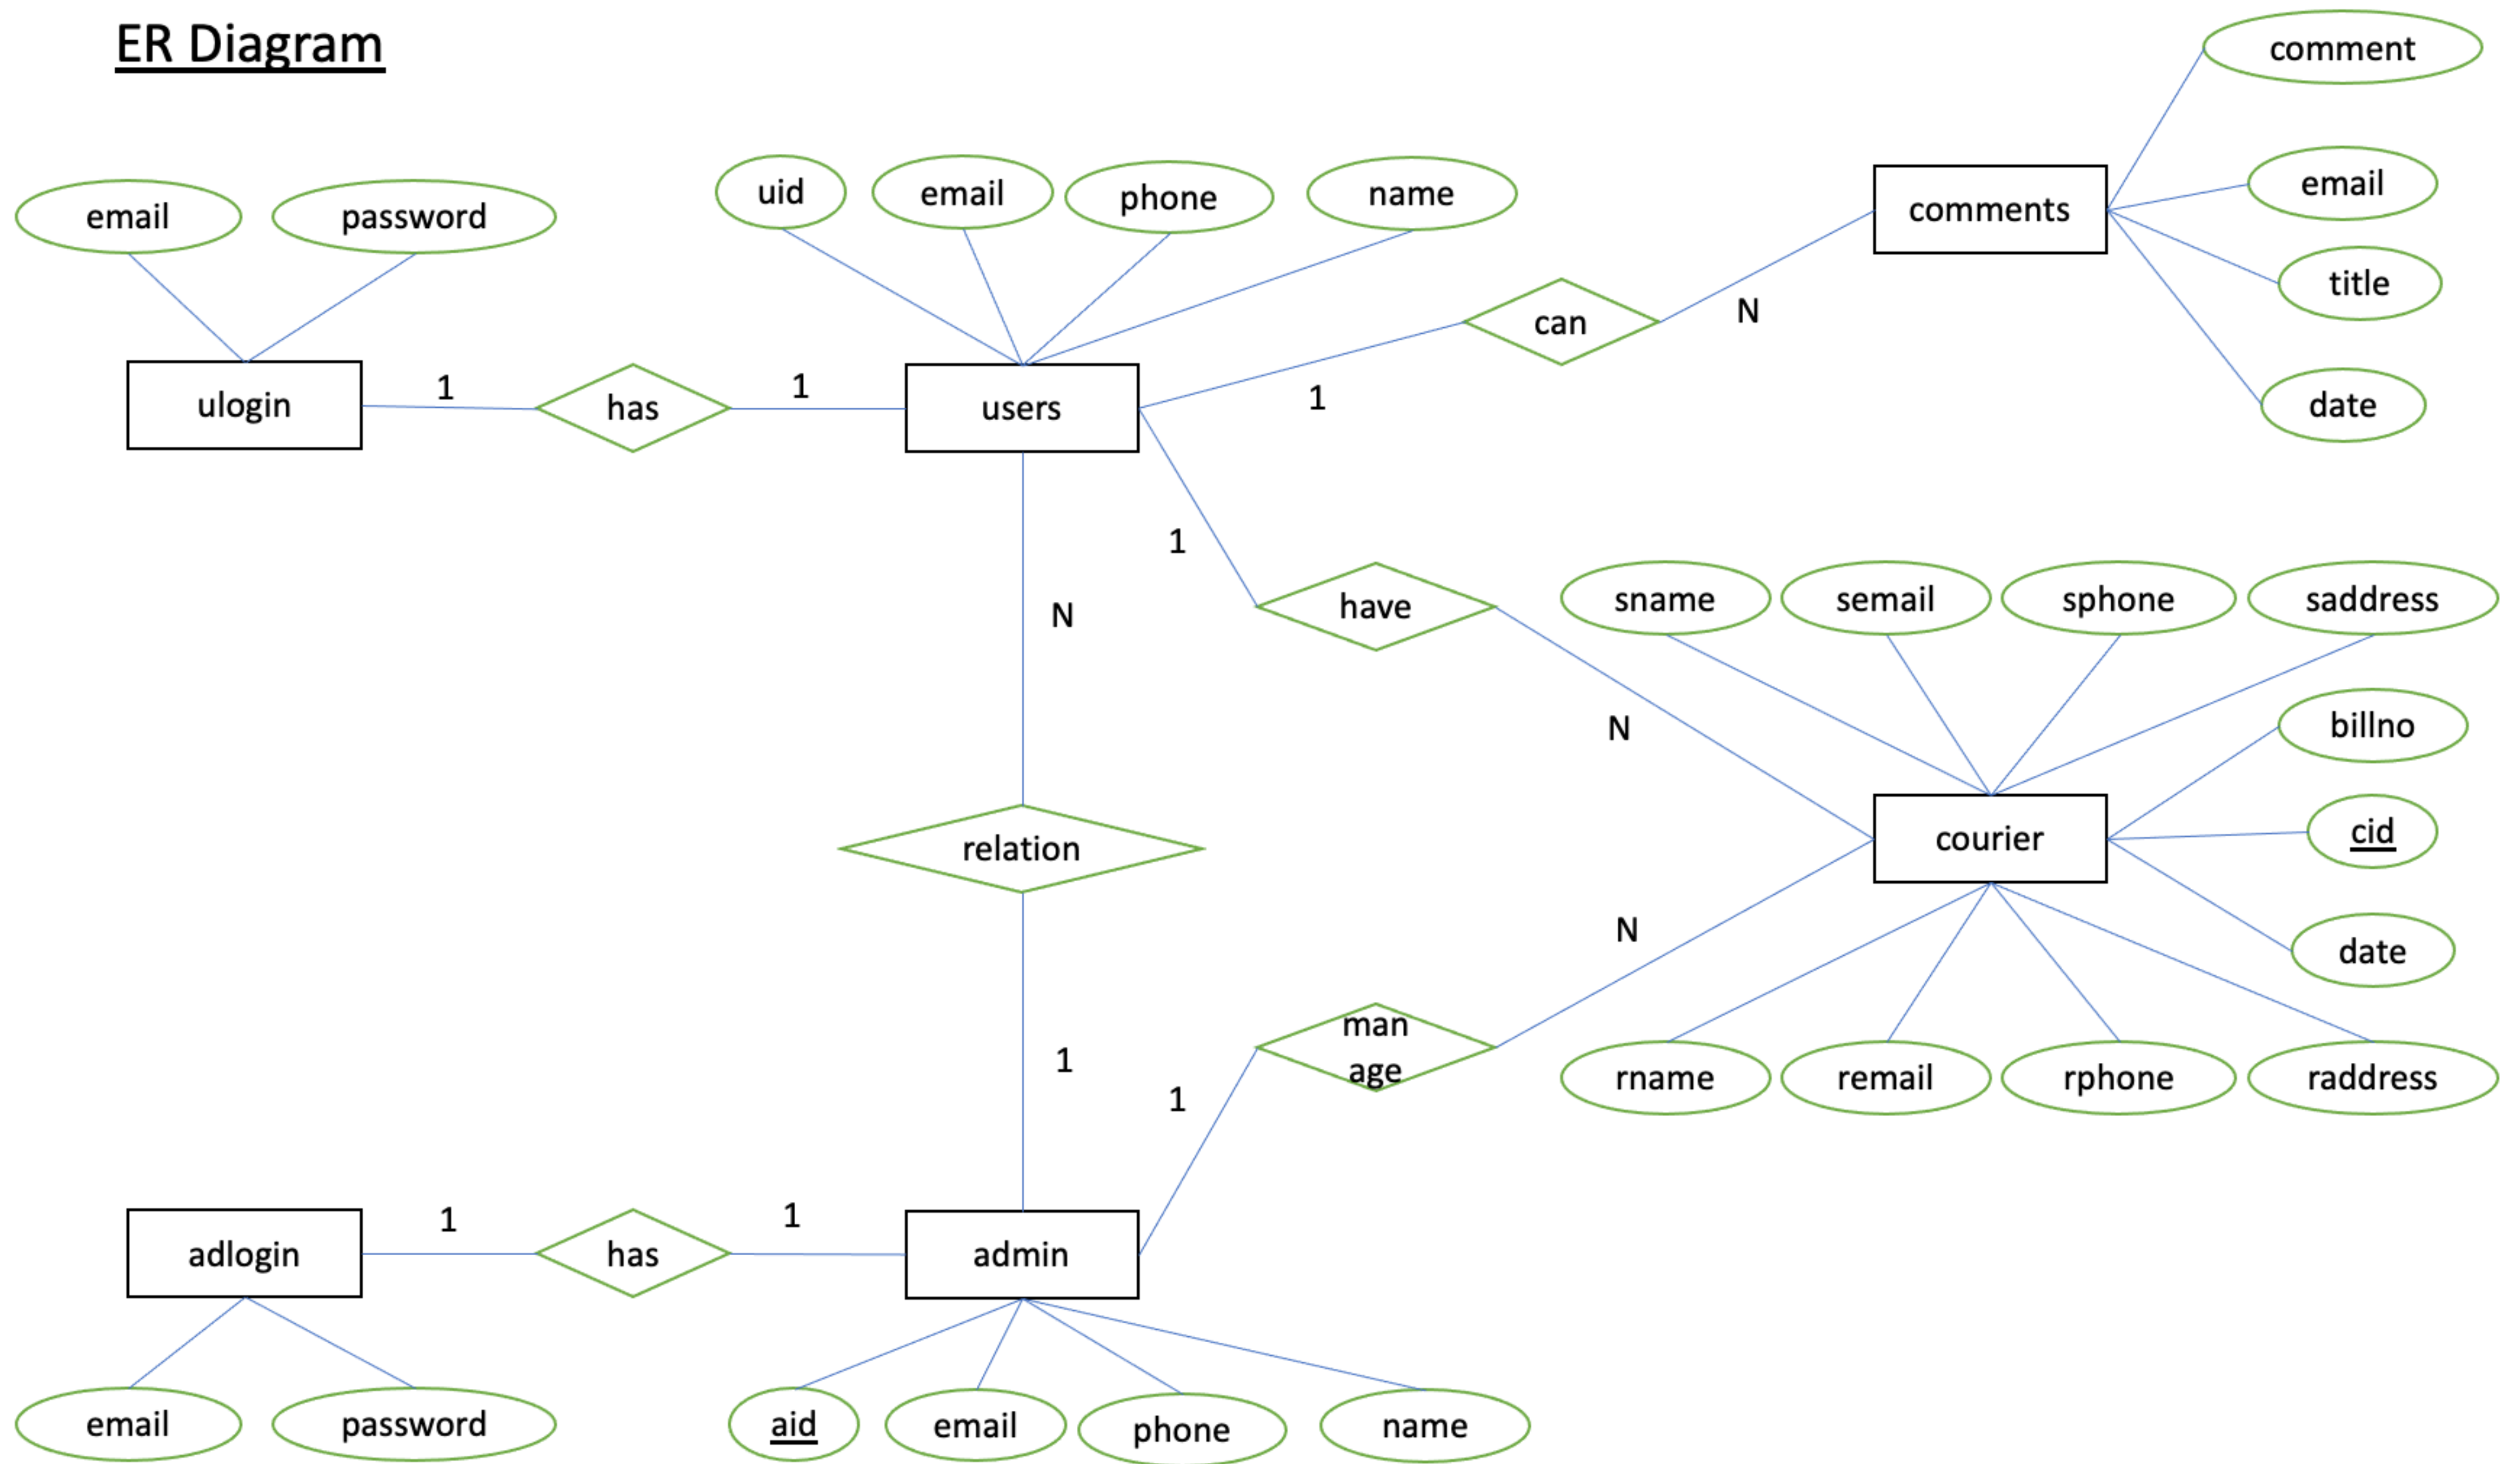 ER Diagram
comment
email
password
uid
email
phone
name
comments
email
title
date
can
N
1
ulogin
1
has
1
users
1
have
N
N
sname
semail
sphone
saddress
billno
courier
cid
date
relation
N
man
age
1
1
rname
remail
rphone
raddress
adlogin
1
has
1
admin
email
password
aid
email
phone
name